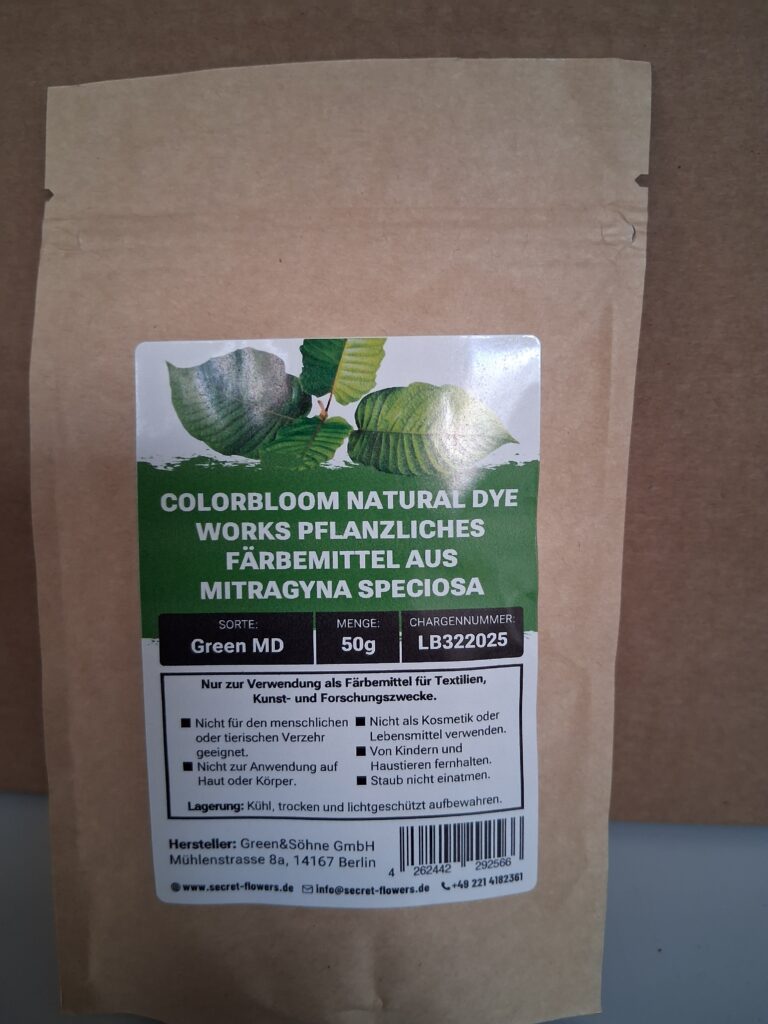 COLORBLOOM NATURAL DYE
WORKS PFLANZLICHES
FÄRBEMITTEL AUS
MITRAGYNA SPECIOSA
SORTE:
Green MD
MENGE:
50g
CHARGENNUMMER:
LB322025
Nur zur Verwendung als Färbemittel für Textilien,
Kunst- und Forschungszwecke.
■ Nicht für den menschlichen
oder tierischen Verzehr
geeignet.
■ Nicht zur Anwendung auf
Haut oder Körper.
■ Nicht als Kosmetik oder
Lebensmittel verwenden.
■ Von Kindern und
Haustieren fernhalten.
■ Staub nicht einatmen.
Lagerung: Kühl, trocken und lichtgeschützt aufbewahren.
Hersteller: Green&Söhne GmbH
Mühlenstrasse 8a, 14167 Berlin
4 262442 292566
www.secret-flowers.de info@secret-flowers.de +49 221 4182361